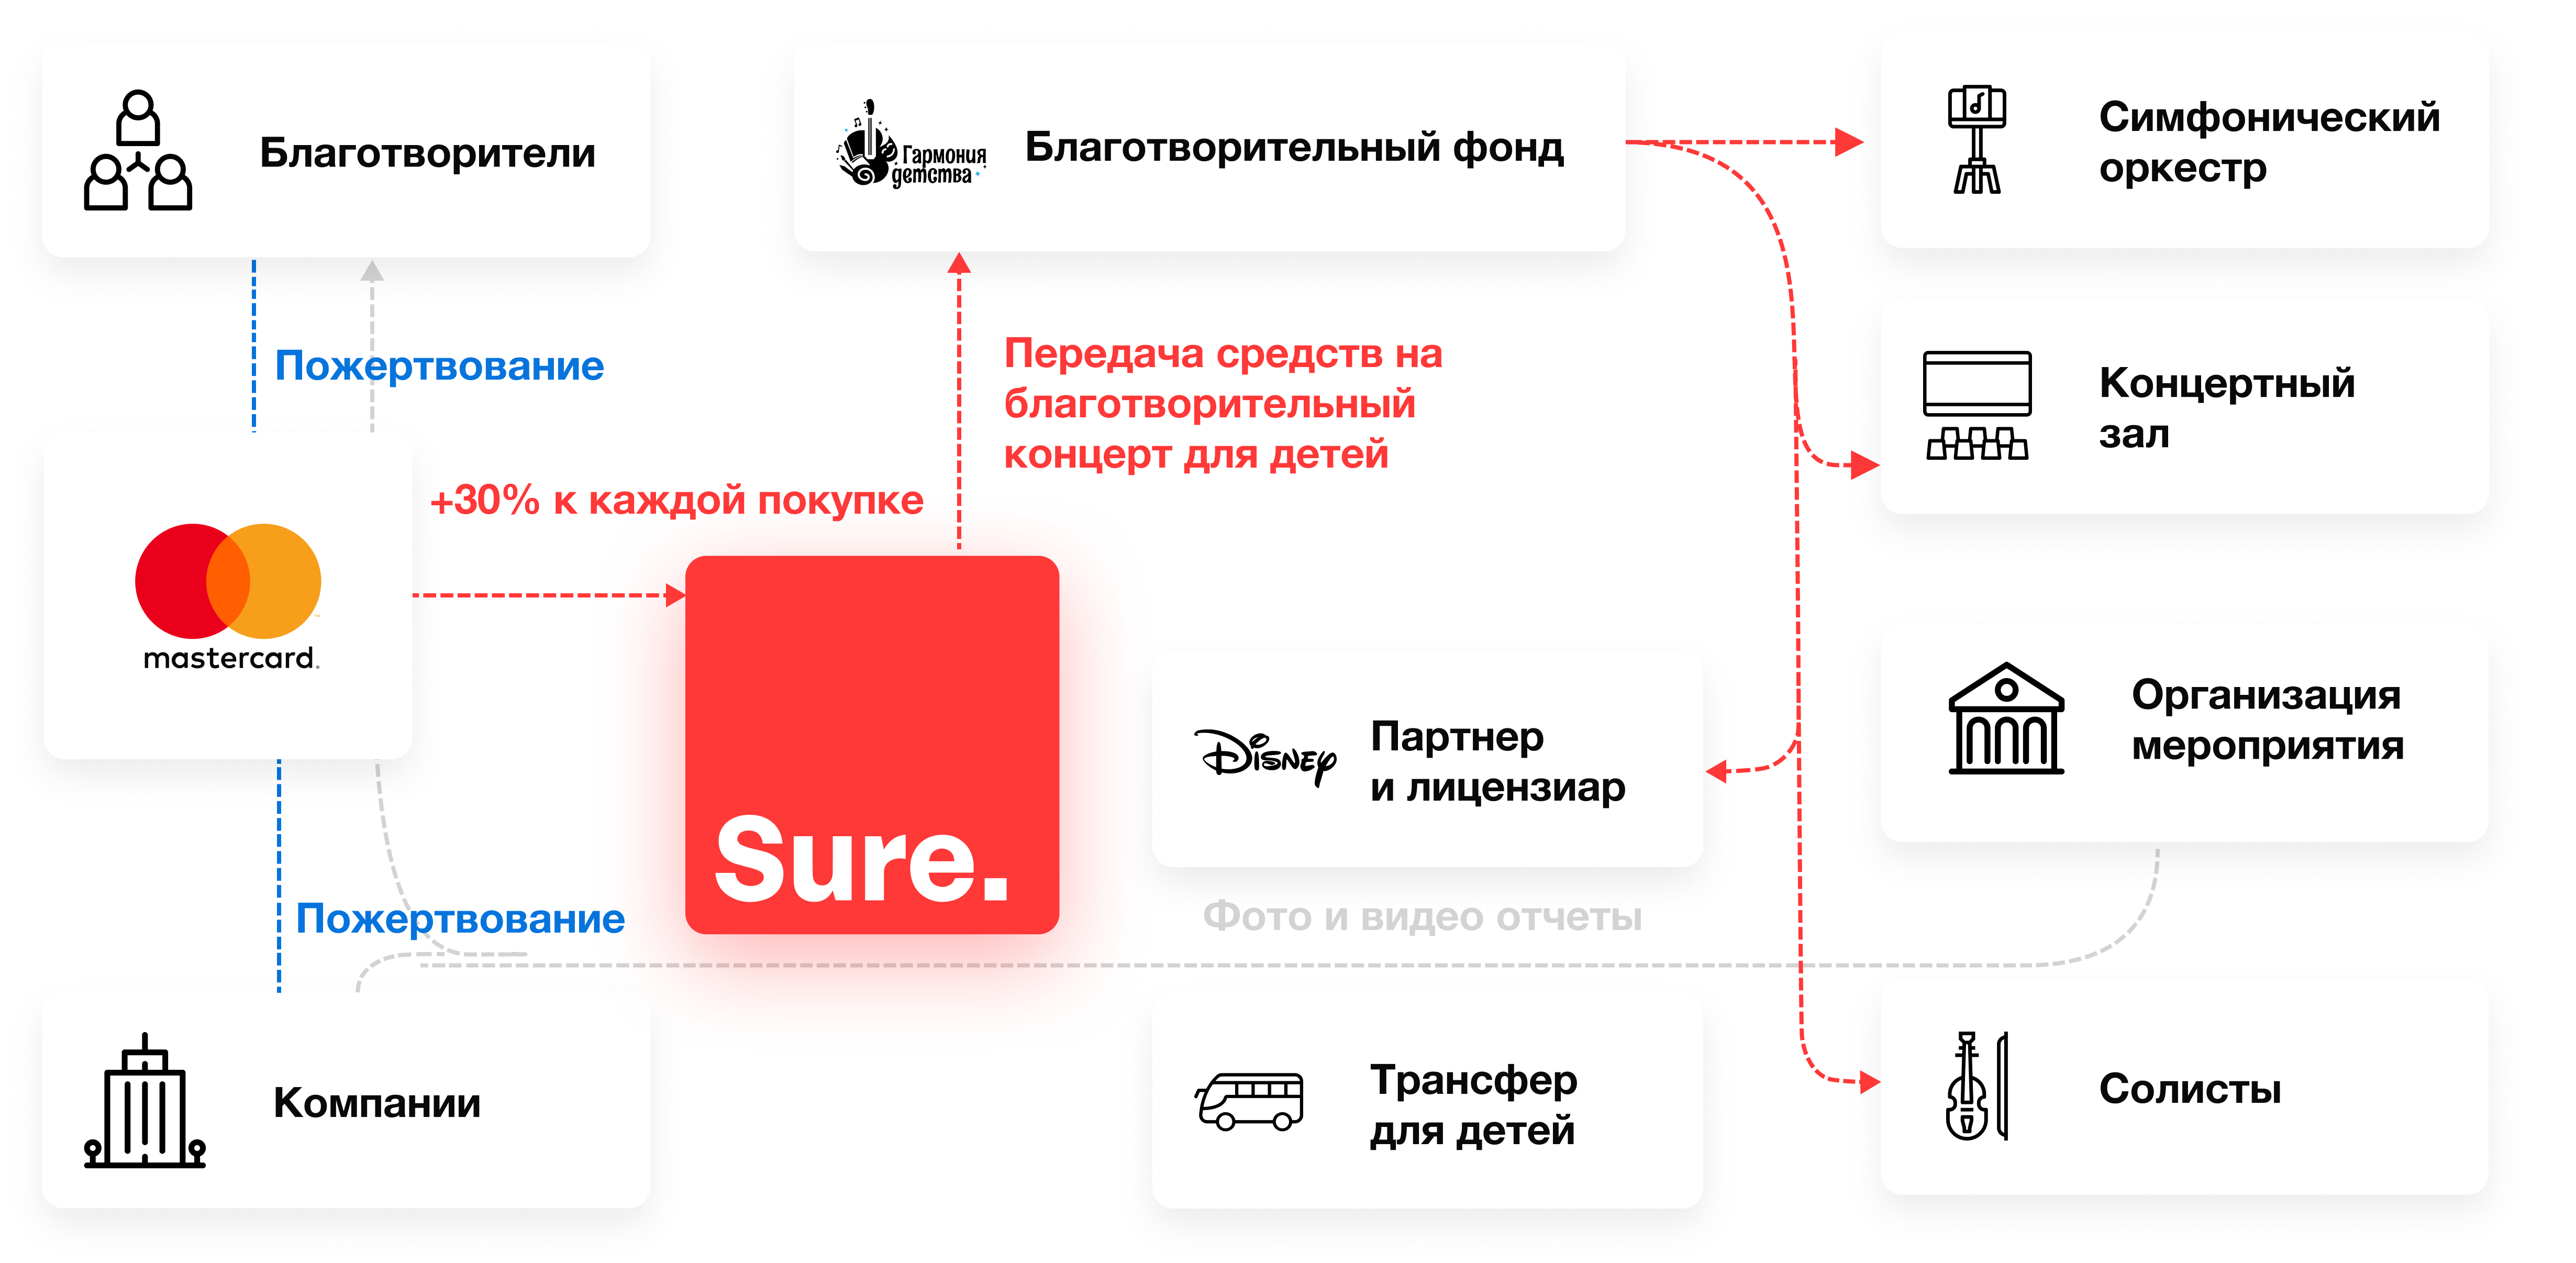 Благотворители
Гармония
детства
Благотворительный фонд
Симфонический
оркестр
Пожертвование
Передача средств на
благотворительный
концерт для детей
Концертный
зал
+30% к каждой покупке
mastercard.
Sure.
Disney
Партнер
и лицензиар
Организация
мероприятия
Пожертвование
Фото и видео отчеты
Компании
Трансфер
для детей
Солисты